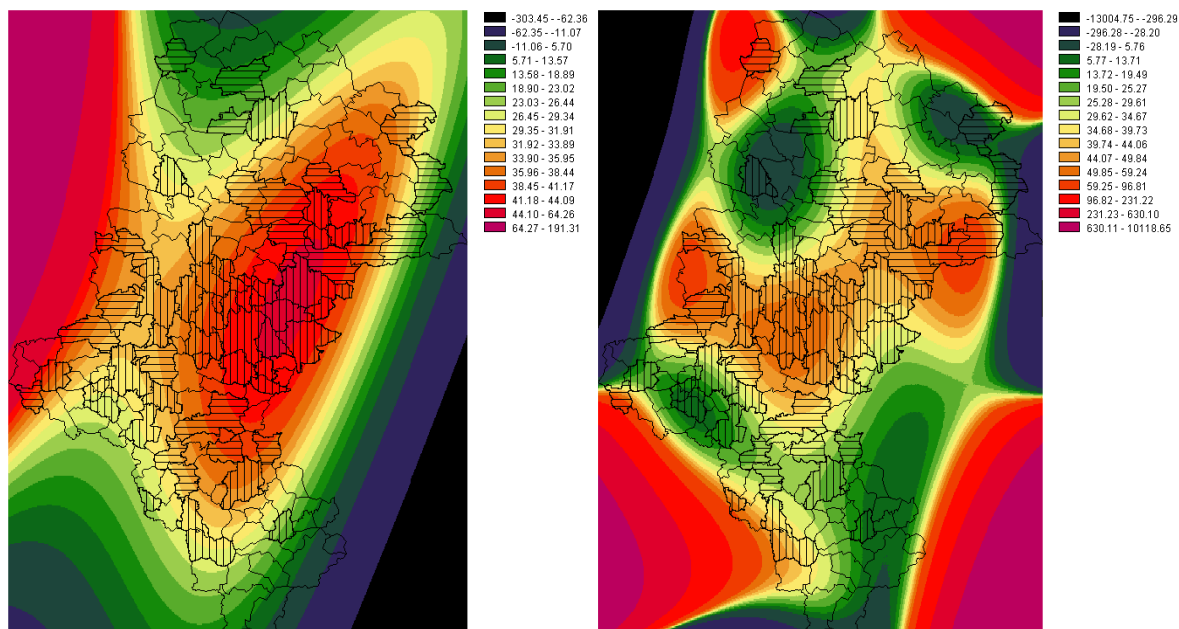 -303.45 - -62.36
-62.35 - -11.07
-11.06 - 5.70
5.71 - 13.57
13.58 - 18.89
18.90 - 23.02
23.03 - 26.44
26.45 - 29.34
29.35 - 31.91
31.92 - 33.89
33.90 - 35.95
35.96 - 38.44
38.45 - 41.17
41.18 - 44.09
44.10 - 64.26
64.27 - 191.31
-13004.75 - -296.29
-296.28 - -28.20
-28.19 - 5.76
5.77 - 13.71
13.72 - 19.49
19.50 - 25.27
25.28 - 29.61
29.62 - 34.67
34.68 - 39.73
39.74 - 44.06
44.07 - 49.84
49.85 - 59.24
59.25 - 96.81
96.82 - 231.22
231.23 - 630.10
630.11 - 10118.65